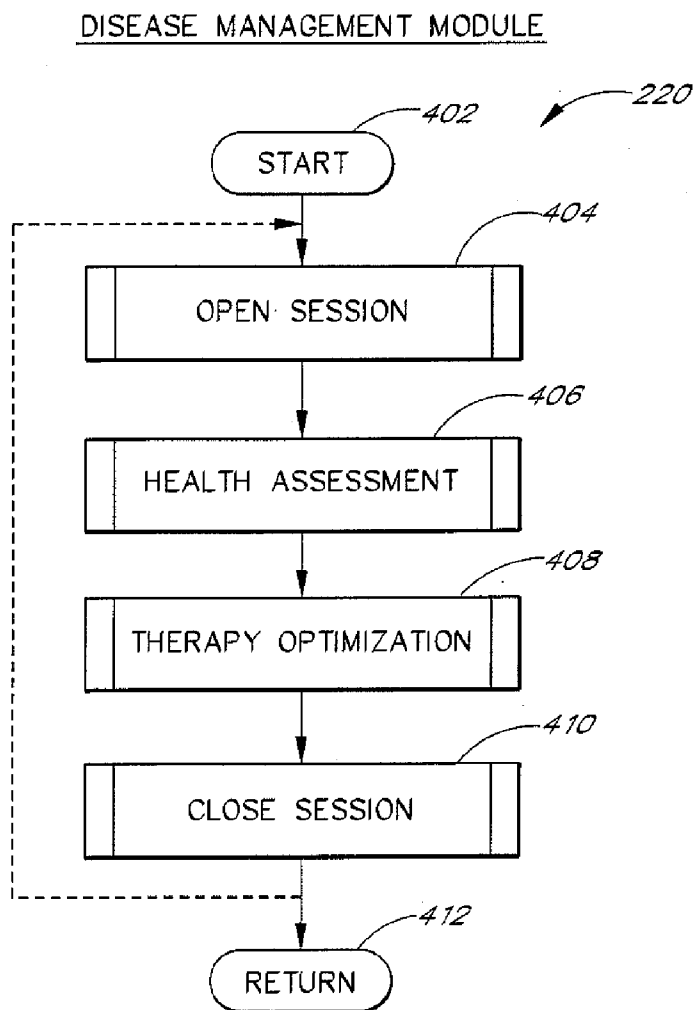 DISEASE MANAGEMENT MODULE
220
402
START
404
OPEN SESSION
406
HEALTH ASSESSMENT
408
THERAPY OPTIMIZATION
410
CLOSE SESSION
412
RETURN